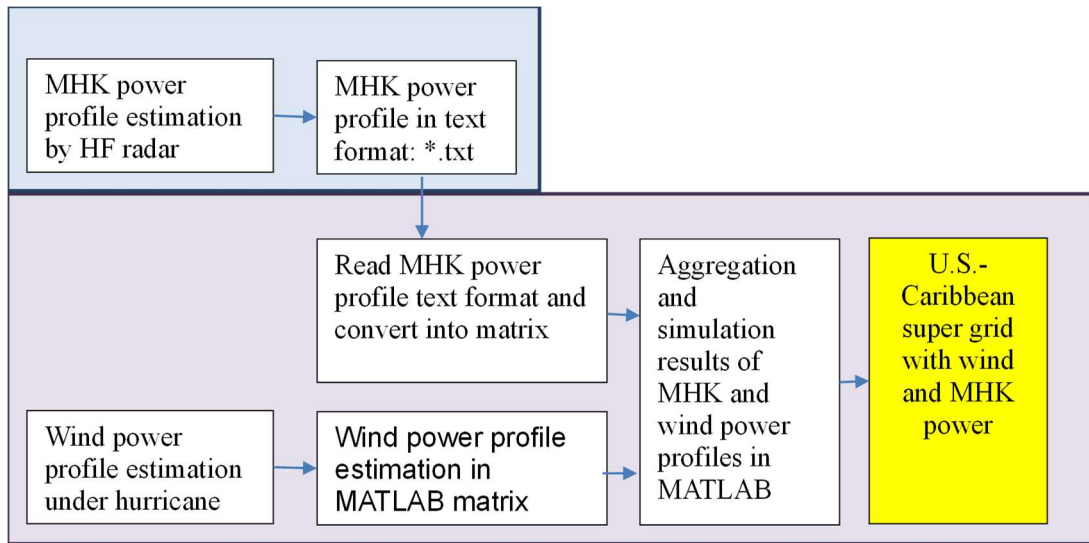 MHK power
profile estimation
by HF radar
MHK power
profile in text
format: *.txt
Read MHK power
profile text format and
convert into matrix
Aggregation
and
simulation
results of
MHK and
wind power
profiles in
MATLAB
U.S.-
Caribbean
super grid
with wind
and MHK
power
Wind power
profile estimation
under hurricane
Wind power profile
estimation in
MATLAB matrix